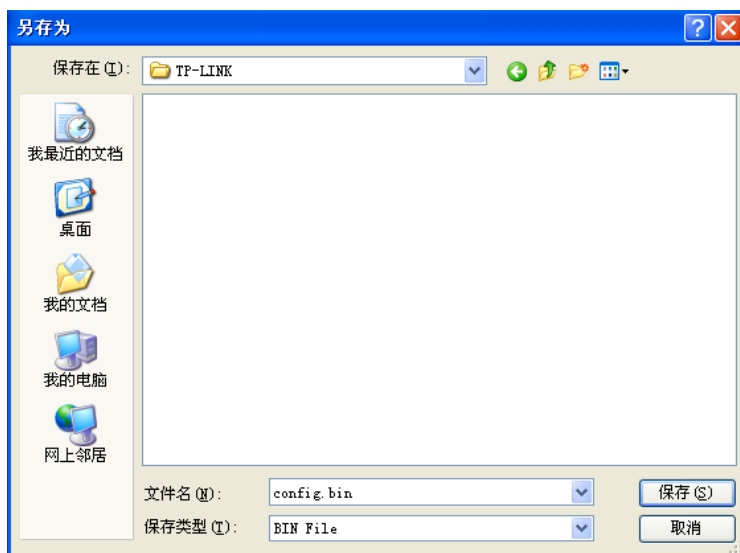 另存为
保存在(I):
TP-LINK
我最近的文档
桌面
我的文档
我的电脑
网上邻居
文件名(N):
config.bin
保存(S)
保存类型(T):
BIN File
取消